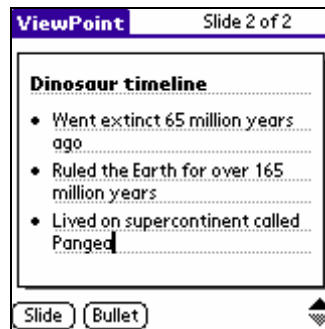 ViewPoint Slide 2 of 2
Dinosaur timeline
• Went extinct 65 million years
ago
• Ruled the Earth for over 165
million years
• Lived on supercontinent called
Pangea
Slide Bullet